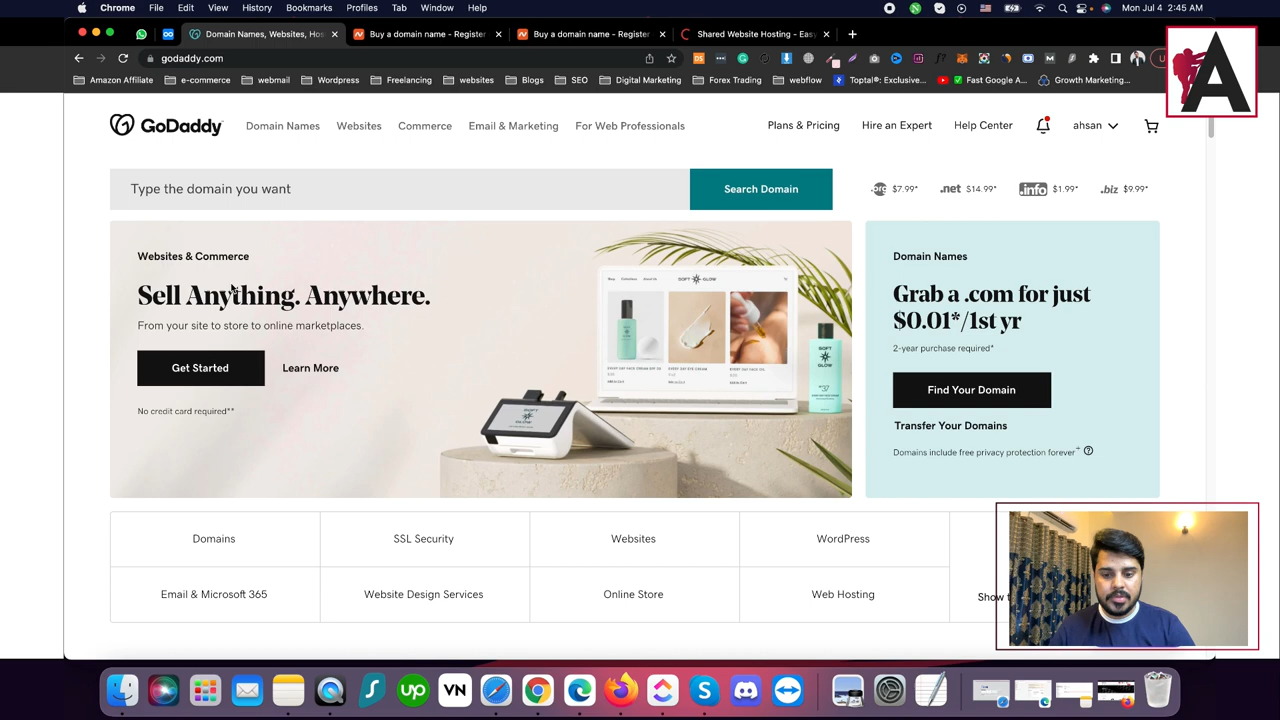 Chrome File Edit View History Bookmarks Profiles Tab Window Help Mon Jul 4 2:45 AM
Domain Names, Websites, Hos Buy a domain name - Register Buy a domain name - Register Shared Website Hosting - Easy
godaddy.com
Amazon Affiliate e-commerce webmail Wordpress Freelancing websites Blogs SEO Digital Marketing Forex Trading webflow Toptal®: Exclusive... Fast Google A... Growth Marketing...
A
GoDaddy Domain Names Websites Commerce Email & Marketing For Web Professionals Plans & Pricing Hire an Expert Help Center ahsan
Type the domain you want Search Domain .org $7.99* .net $14.99* .info $1.99* .biz $9.99*
Websites & Commerce
Sell Anything. Anywhere.
From your site to store to online marketplaces.
Get Started Learn More
No credit card required**
SOFT GLOW
Domain Names
Grab a .com for just
$0.01*/1st yr
2-year purchase required*
Find Your Domain
Transfer Your Domains
Domains include free privacy protection forever+
Domains SSL Security Websites WordPress
Email & Microsoft 365 Website Design Services Online Store Web Hosting Show
up VN